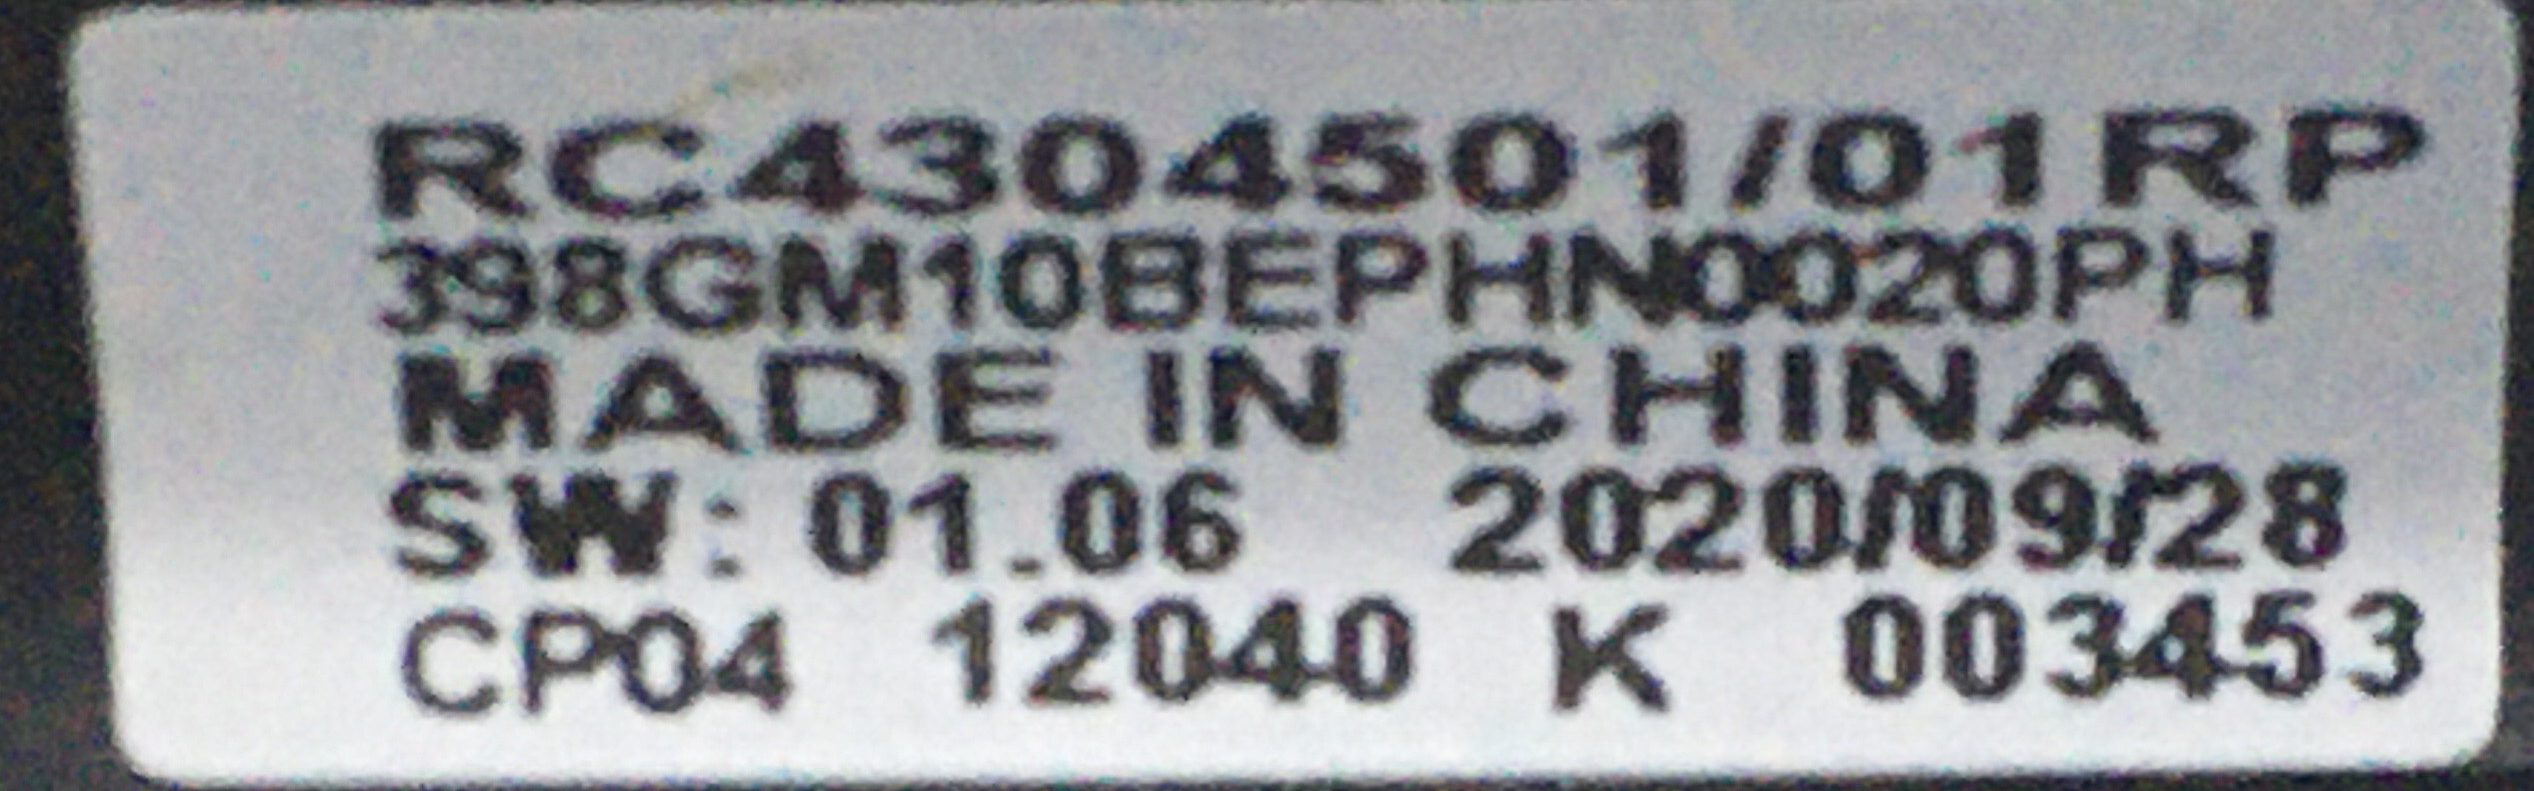 RC4304501/01RP
398GM10BEPHN0020PH
MADE IN CHINA
SW: 01.06 2020/09/28
CP04 12040 K 003453